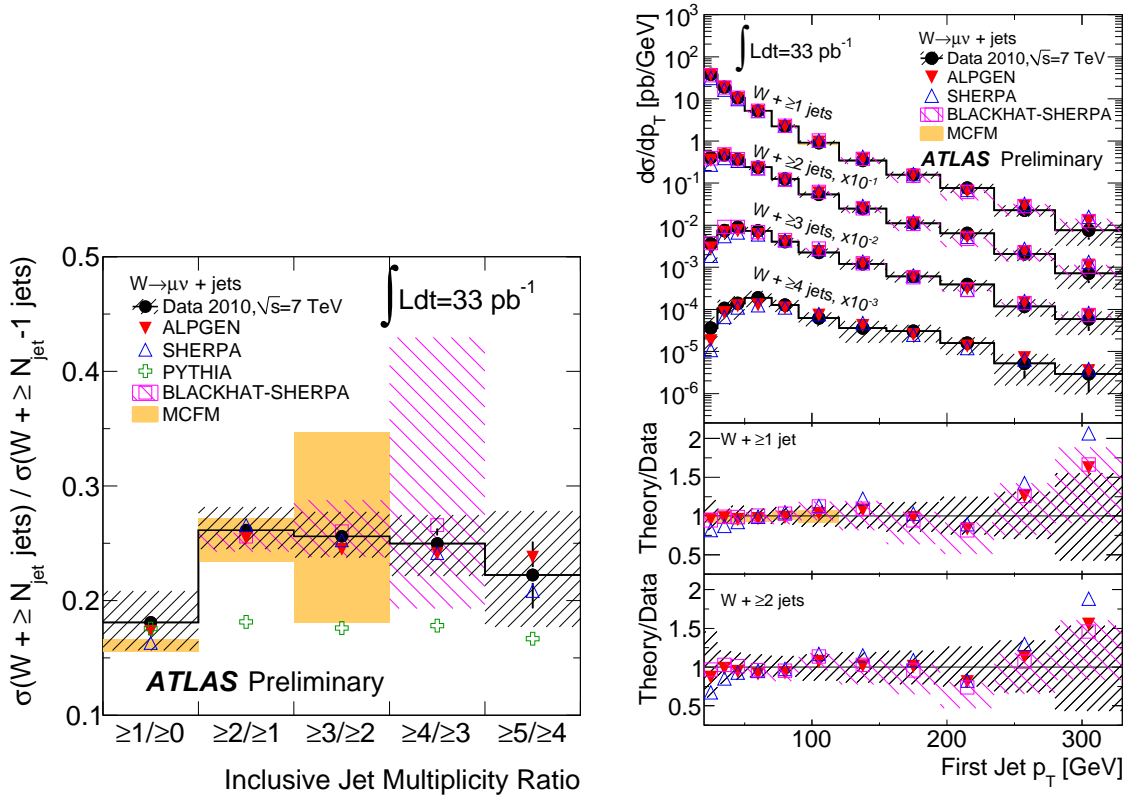 σ(W + ≥ N_jet jets) / σ(W + ≥ N_jet -1 jets)
0.5
0.4
0.3
0.2
0.1
W→μν + jets
Data 2010,√s=7 TeV
ALPGEN
SHERPA
PYTHIA
BLACKHAT-SHERPA
MCFM
∫Ldt=33 pb⁻¹
ATLAS Preliminary
≥1/≥0 ≥2/≥1 ≥3/≥2 ≥4/≥3 ≥5/≥4
Inclusive Jet Multiplicity Ratio
dσ/dp_T [pb/GeV]
10⁴
10³
10²
10
1
10⁻¹
10⁻²
10⁻³
10⁻⁴
10⁻⁵
10⁻⁶
∫Ldt=33 pb⁻¹
W→μν + jets
Data 2010,√s=7 TeV
ALPGEN
SHERPA
BLACKHAT-SHERPA
MCFM
ATLAS Preliminary
W + ≥1 jets
W + ≥2 jets, x10⁻¹
W + ≥3 jets, x10⁻²
W + ≥4 jets, x10⁻³
Theory/Data
2
1.5
1
0.5
W + ≥1 jet
Theory/Data
2
1.5
1
0.5
W + ≥2 jets
100 200 300
First Jet p_T [GeV]